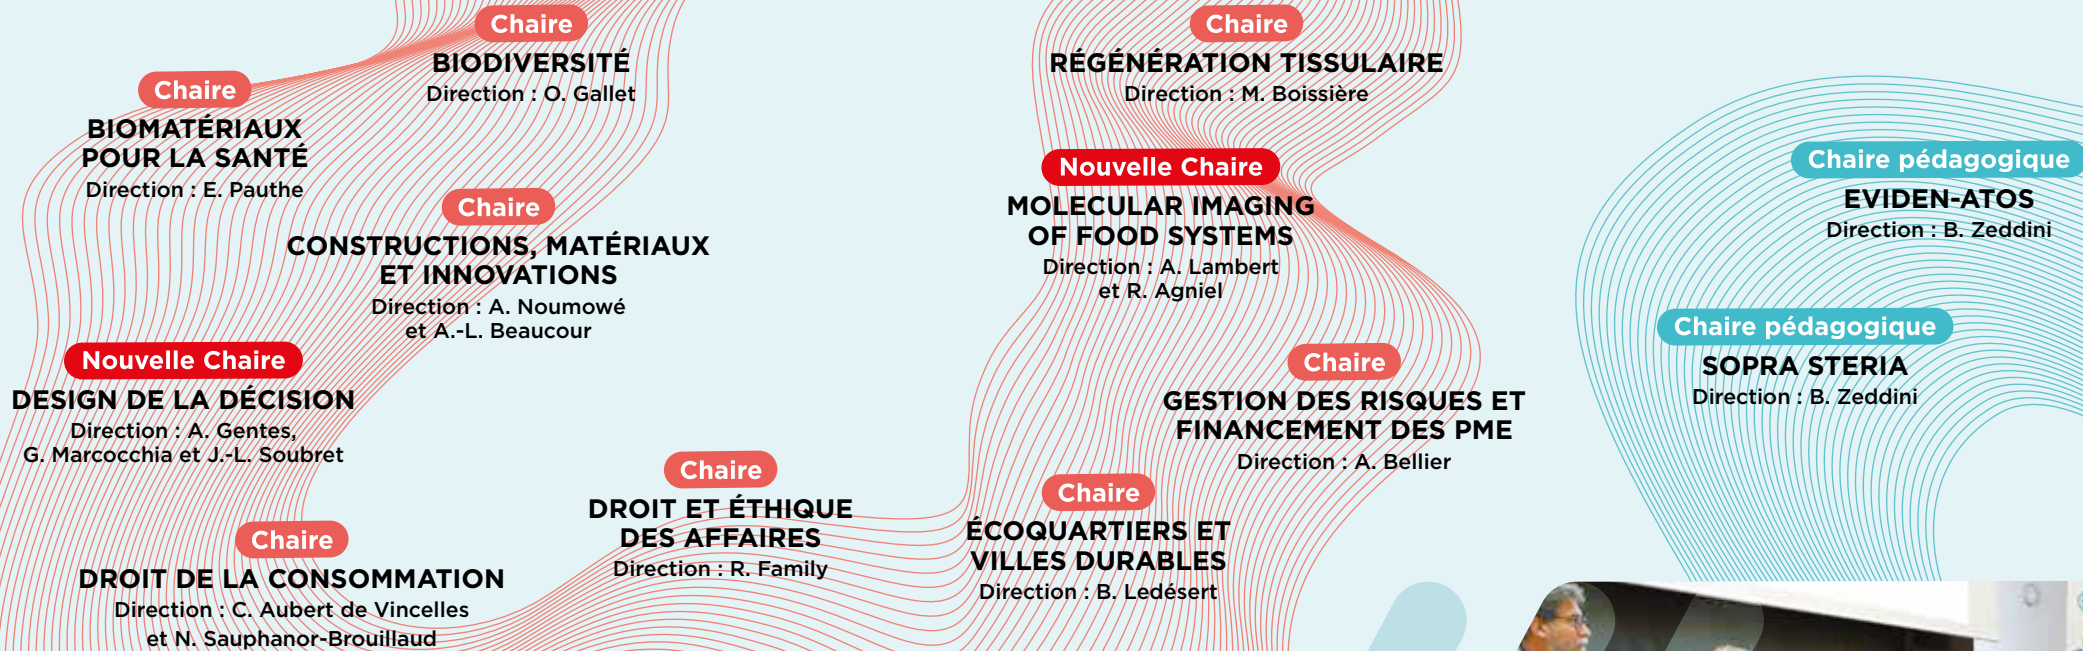 Chaire
BIODIVERSITÉ
Direction : O. Gallet
Chaire
BIOMATÉRIAUX
POUR LA SANTÉ
Direction : E. Pauthe
Chaire
CONSTRUCTIONS, MATÉRIAUX
ET INNOVATIONS
Direction : A. Noumowé
et A.-L. Beaucour
Nouvelle Chaire
DESIGN DE LA DÉCISION
Direction : A. Gentes,
G. Marcocchia et J.-L. Soubret
Chaire
DROIT DE LA CONSOMMATION
Direction : C. Aubert de Vincelles
et N. Sauphanor-Brouillaud
Chaire
DROIT ET ÉTHIQUE
DES AFFAIRES
Direction : R. Family
Chaire
RÉGÉNÉRATION TISSULAIRE
Direction : M. Boissière
Nouvelle Chaire
MOLECULAR IMAGING
OF FOOD SYSTEMS
Direction : A. Lambert
et R. Agniel
Chaire
GESTION DES RISQUES ET
FINANCEMENT DES PME
Direction : A. Bellier
Chaire
ÉCOQUARTIERS ET
VILLES DURABLES
Direction : B. Ledésert
Chaire pédagogique
EVIDEN-ATOS
Direction : B. Zeddini
Chaire pédagogique
SOPRA STERIA
Direction : B. Zeddini